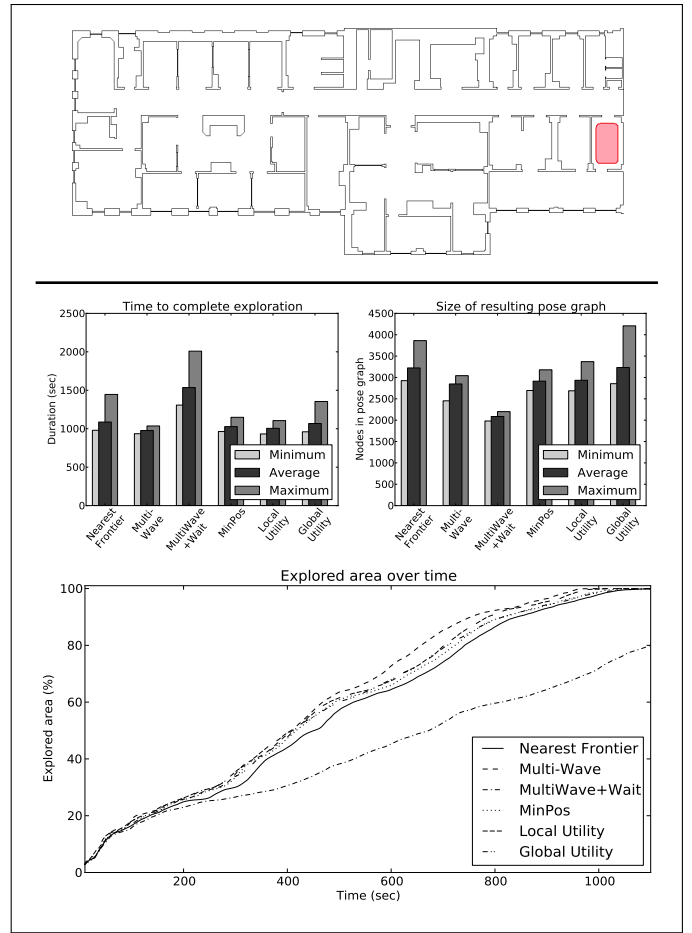 Time to complete exploration
2500
2000
1500
1000
500
0
Duration (sec)
Minimum
Average
Maximum
Nearest
Frontier
Multi-
Wave
MultiWave
+Wait
MinPos
Local
Utility
Global
Utility
Size of resulting pose graph
4500
4000
3500
3000
2500
2000
1500
1000
500
0
Nodes in pose graph
Minimum
Average
Maximum
Nearest
Frontier
Multi-
Wave
MultiWave
+Wait
MinPos
Local
Utility
Global
Utility
Explored area over time
100
80
60
40
20
0
Explored area (%)
Nearest Frontier
Multi-Wave
MultiWave+Wait
MinPos
Local Utility
Global Utility
200 400 600 800 1000
Time (sec)